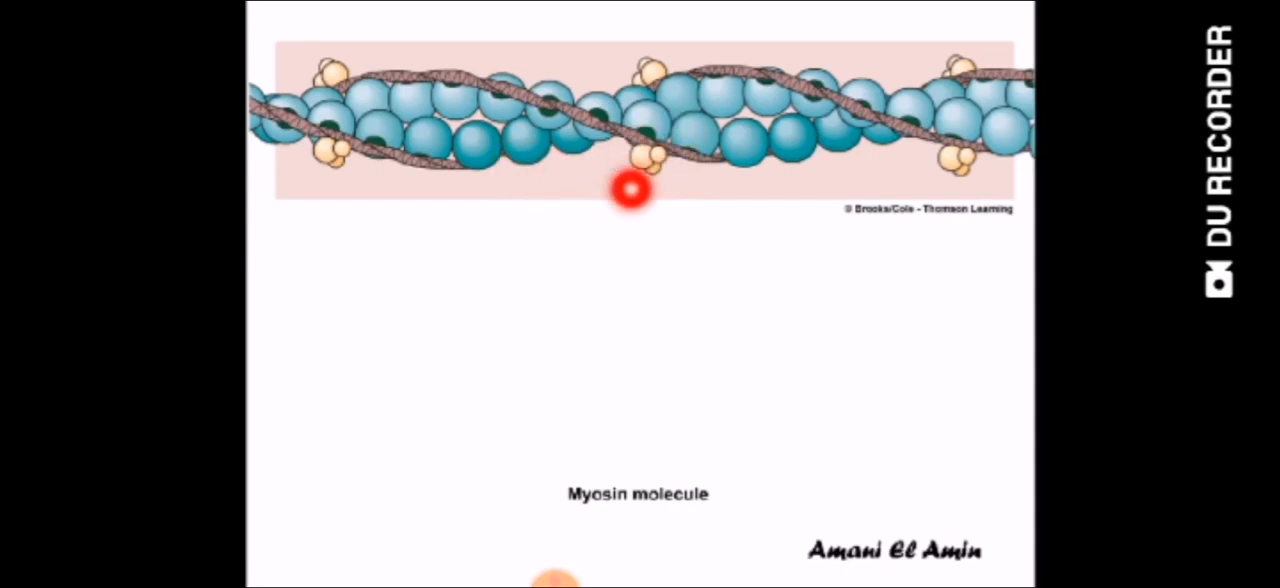 © Brooks/Cole - Thomson Learning
Myosin molecule
Amani El Amin
DU RECORDER